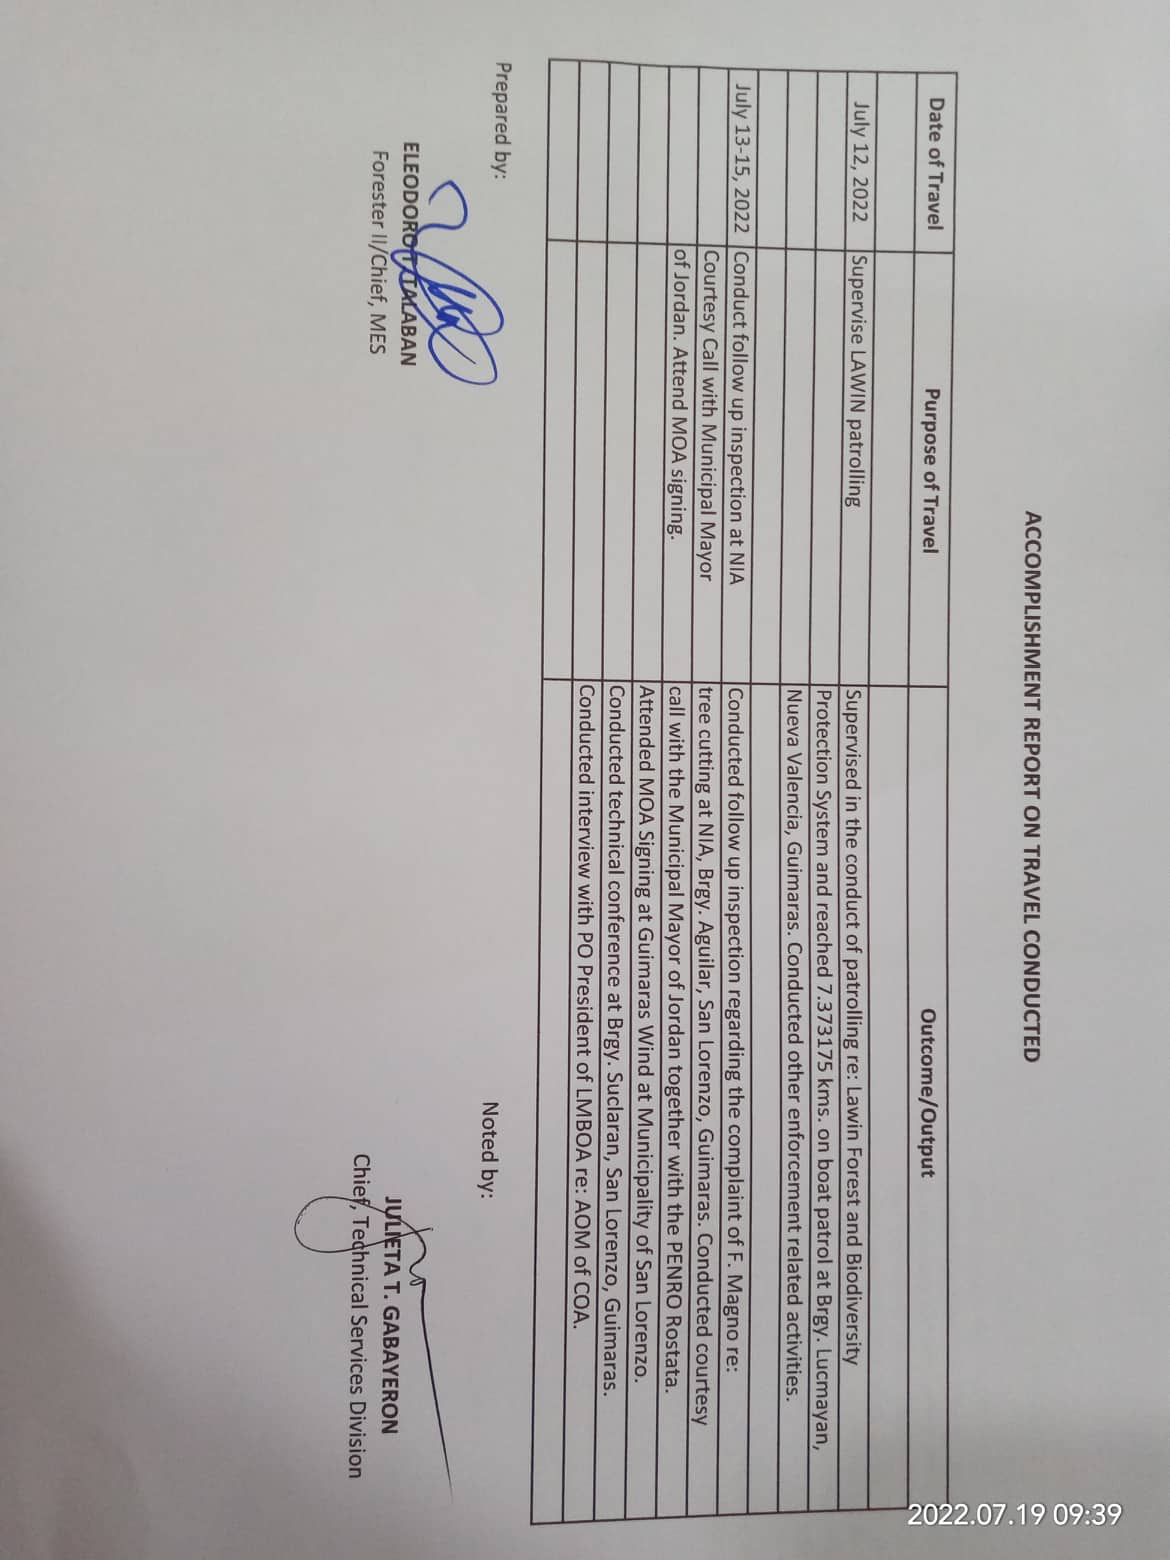 ACCOMPLISHMENT REPORT ON TRAVEL CONDUCTED
Date of Travel Purpose of Travel Outcome/Output
July 12, 2022 Supervise LAWIN patrolling Supervised in the conduct of patrolling re: Lawin Forest and Biodiversity
Protection System and reached 7.373175 kms. on boat patrol at Brgy. Lucmayan,
Nueva Valencia, Guimaras. Conducted other enforcement related activities.
July 13-15, 2022 Conduct follow up inspection at NIA Conducted follow up inspection regarding the complaint of F. Magno re:
Courtesy Call with Municipal Mayor tree cutting at NIA, Brgy. Aguilar, San Lorenzo, Guimaras. Conducted courtesy
of Jordan. Attend MOA signing. call with the Municipal Mayor of Jordan together with the PENRO Rostata.
Attended MOA Signing at Guimaras Wind at Municipality of San Lorenzo.
Conducted technical conference at Brgy. Suclaran, San Lorenzo, Guimaras.
Conducted interview with PO President of LMBOA re: AOM of COA.
Prepared by: Noted by:
ELEODORO T. TALABAN JULIETA T. GABAYERON
Forester II/Chief, MES Chief, Technical Services Division
2022.07.19 09:39